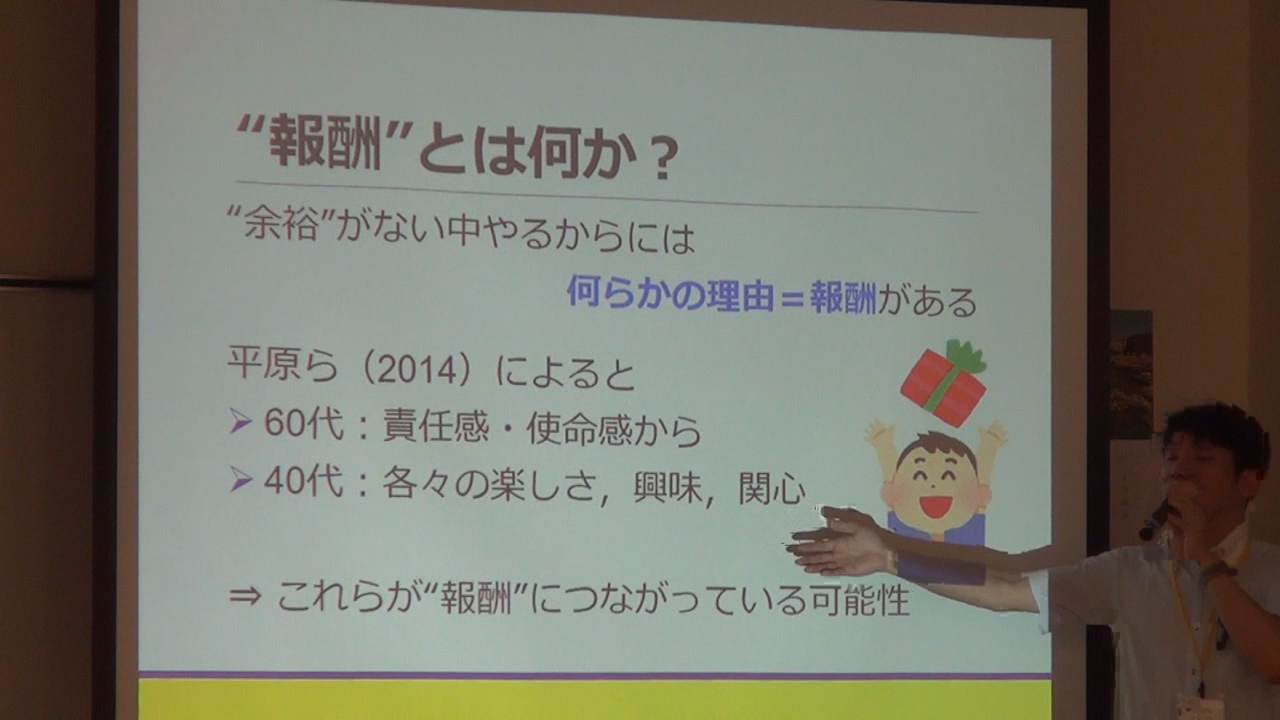 “報酬”とは何か？
“余裕”がない中やるからには
何らかの理由＝報酬がある
平原ら（2014）によると
60代：責任感・使命感から
40代：各々の楽しさ，興味，関心
⇒ これらが“報酬”につながっている可能性